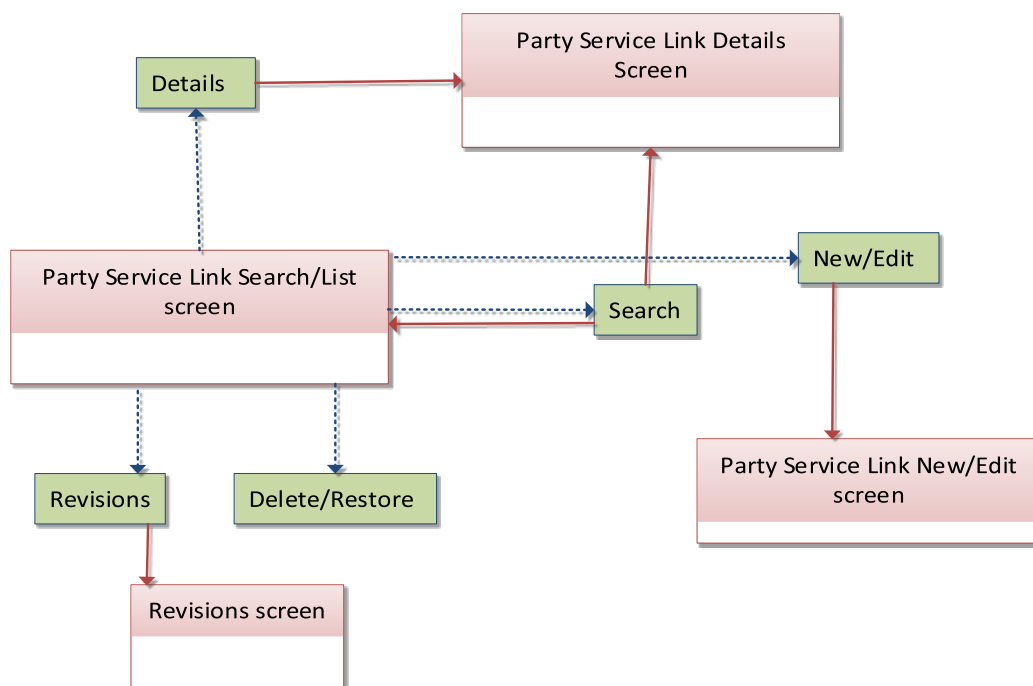 Party Service Link Details
Screen
Details
New/Edit
Party Service Link Search/List
screen
Search
Party Service Link New/Edit
screen
Revisions
Delete/Restore
Revisions screen